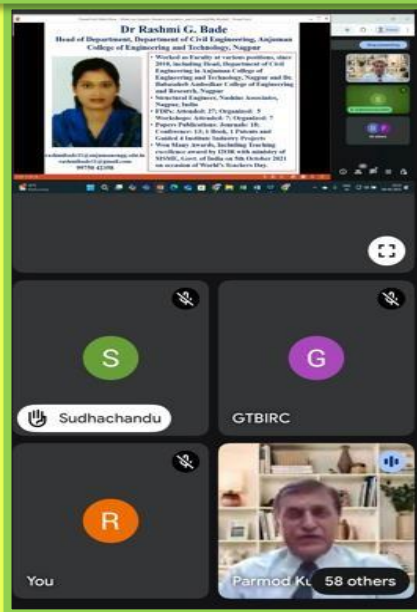 Dr Rashmi G. Bade
Head of Department, Department of Civil Engineering, Anjuman
College of Engineering and Technology, Nagpur
• Worked as Faculty at various positions, since
2010, including Head, Department of Civil
Engineering in Anjuman College of
Engineering and Technology, Nagpur and Dr.
Babasaheb Ambedkar College of Engineering
and Research, Nagpur
• Structural Engineer, Associates,
Nagpur, India
• FDPs: Attended: 27; Organized: 5
Workshops: Attended: 7; Organized: 7
• Papers Publications: Journals: 10;
Conference: 13; 1 Book, 1 Patents and
Guided 4 Institute Industry Projects
• Won Many Awards, Including Teaching
excellence award by with ministry of
MSME, Govt. of India on 5th October 2021
on occasion of World's Teachers Day.
S
Sudhachandu
G
GTBIRC
R
You
Parmod Ku
58 others